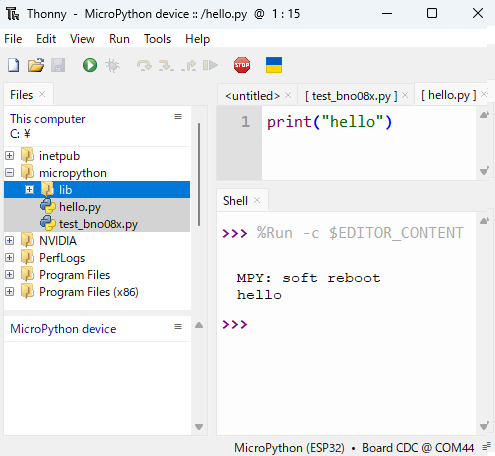 Thonny - MicroPython device :: /hello.py @ 1 : 15
File Edit View Run Tools Help
STOP
Files
<untitled> [ test_bno08x.py ] [ hello.py ]
This computer
C: ¥
inetpub
micropython
lib
hello.py
test_bno08x.py
NVIDIA
PerfLogs
Program Files
Program Files (x86)
MicroPython device
1 print("hello")
Shell
>>> %Run -c $EDITOR_CONTENT
MPY: soft reboot
hello
>>>
MicroPython (ESP32) • Board CDC @ COM44